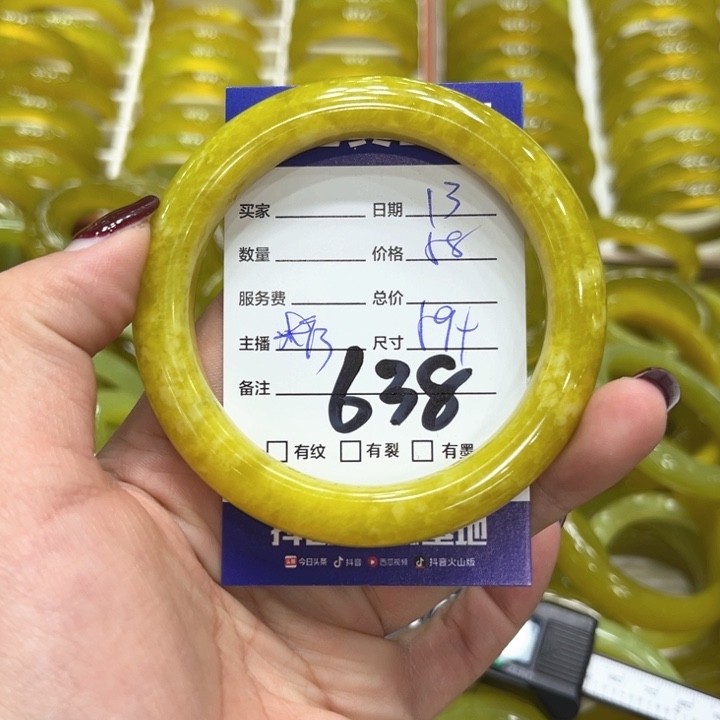 买家 日期 13
数量 价格 58
服务费 总价
主播 尺寸
备注 638
有纹 有裂 有墨
今日头条 抖音 西瓜视频 抖音火山版